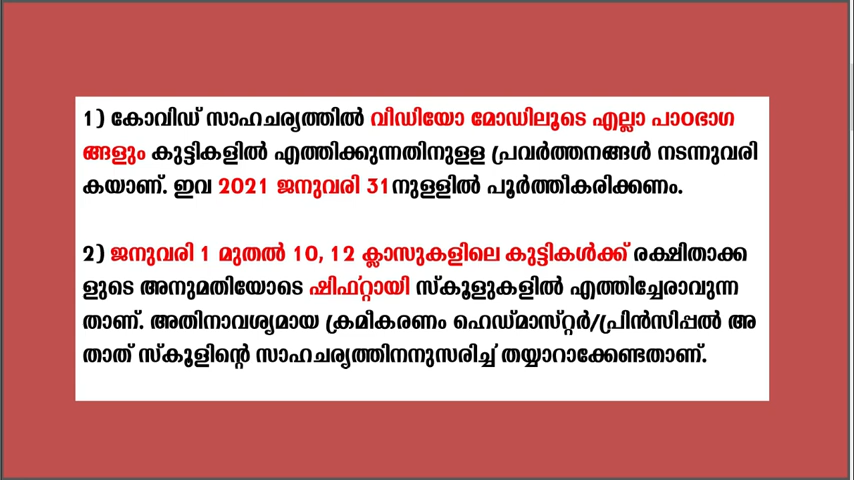 1) കോവിഡ് സാഹചര്യത്തിൽ വീഡിയോ മോഡിലൂടെ എല്ലാ പാഠഭാഗ
ങ്ങളും കുട്ടികളിൽ എത്തിക്കുന്നതിനുള്ള പ്രവർത്തനങ്ങൾ നടന്നുവരി
കയാണ്. ഇവ 2021 ജനുവരി 31നുള്ളിൽ പൂർത്തീകരിക്കണം.
2) ജനുവരി 1 മുതൽ 10, 12 ക്ലാസുകളിലെ കുട്ടികൾക്ക് രക്ഷിതാക്ക
ളുടെ അനുമതിയോടെ ഷിഫ്റ്റായി സ്കൂളുകളിൽ എത്തിച്ചേരാവുന്ന
താണ്. അതിനാവശ്യമായ ക്രമീകരണം ഹെഡ്മാസ്റ്റർ/പ്രിൻസിപ്പൽ അ
താത് സ്കൂളിന്റെ സാഹചര്യത്തിനനുസരിച്ച് തയ്യാറാക്കേണ്ടതാണ്.